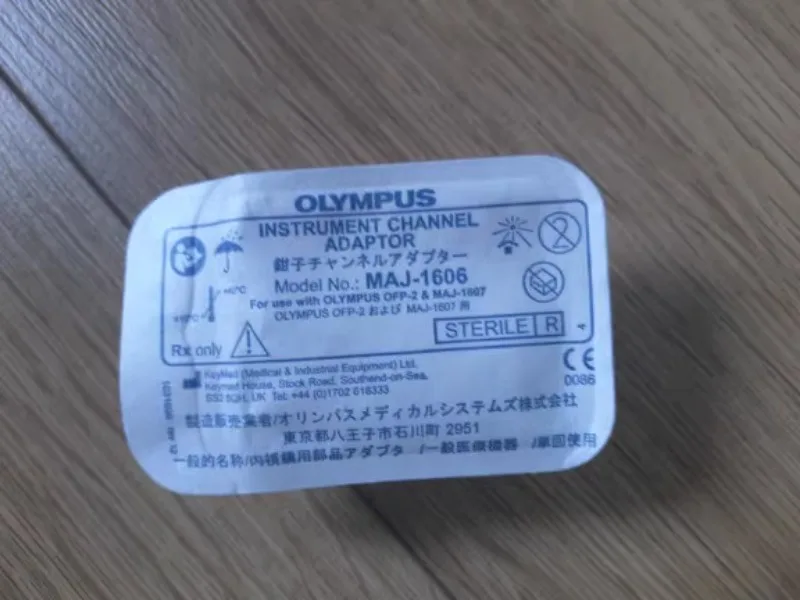 OLYMPUS
INSTRUMENT CHANNEL
ADAPTOR
鉗子チャンネルアダプター
Model No.: MAJ-1606
For use with OLYMPUS OFP-2 & MAJ-1607
OLYMPUS OFP-2 および MAJ-1607 用
2
+40°C
STERILE R
Rx only
KeyMed (Medical & Industrial Equipment) Ltd.
Keymed House, Stock Road, Southend-on-Sea,
SS2 5QH, UK Tel: +44 (0)1702 616333
CE
0086
製造販売業者/オリンパスメディカルシステムズ株式会社
東京都八王子市石川町 2951
一般的名称/内視鏡用部品アダプタ /一般医療機器 /単回使用